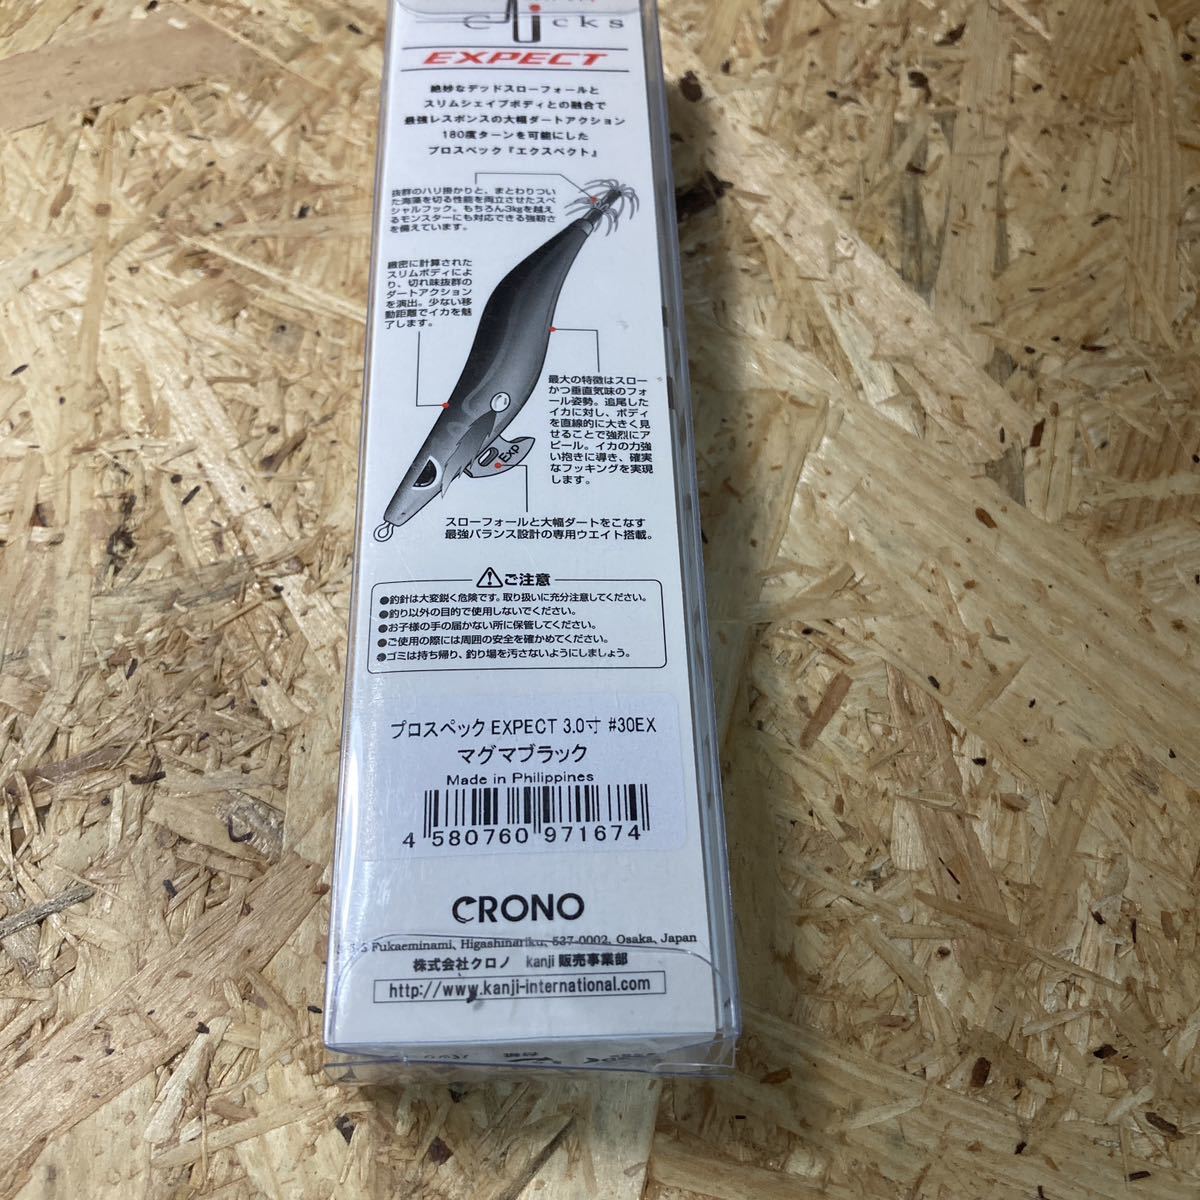 Clicks
EXPECT
絶妙なデッドスローフォールと
スリムシェイプボディとの融合で
最強レスポンスの大幅ダートアクション
180度ターンを可能にした
プロスペック『エクスペクト』
抜群のハリ掛かりと、まとわりつい
た海藻を切る性能を両立させたスペ
シャルフック。もちろん3kgを越え
るモンスターにも対応できる強靭さ
を備えています。
緻密に計算された
スリムボディによ
り、切れ味抜群の
ダートアクション
を演出。少ない移
動距離でイカを魅
了します。
最大の特徴はスロー
かつ垂直気味のフォ
ール姿勢。追尾した
イカに対し、ボディ
を直線的に大きく見
せることで強烈にア
ピール。イカの力強
い抱きに導き、確実
なフッキングを実現
します。
Exp
スローフォールと大幅ダートをこなす
最強バランス設計の専用ウエイト搭載。
ご注意
●釣針は大変鋭く危険です。取り扱いに充分注意してください。
●釣り以外の目的で使用しないでください。
●お子様の手の届かない所に保管してください。
●ご使用の際には周囲の安全を確かめてください。
●ゴミは持ち帰り、釣り場を汚さないようにしましょう。
プロスペック EXPECT 3.0寸 #30EX
マグマブラック
Made in Philippines
4 580760 971674
CRONO
Fukaeminami, Higashinariku, 537-0002, Osaka, Japan
株式会社クロノ kanji 販売事業部
http://www.kanji-international.com